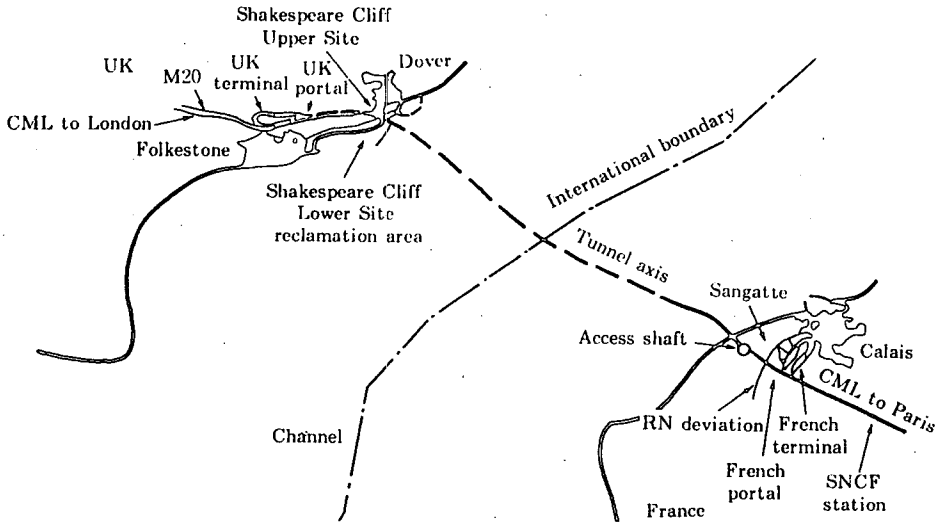 Shakespeare Cliff
Upper Site
UK
M20
UK
terminal
UK
portal
Dover
CML to London
Folkestone
Shakespeare Cliff
Lower Site
reclamation area
International boundary
Tunnel axis
Sangatte
Access shaft
Calais
CML to Paris
RN deviation
French
terminal
Channel
French
portal
SNCF
station
France